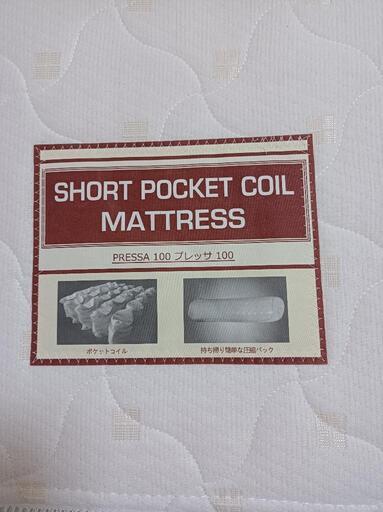 SHORT POCKET COIL
MATTRESS
PRESSA 100 プレッサ 100
ポケットコイル
持ち帰り簡単な圧縮パック